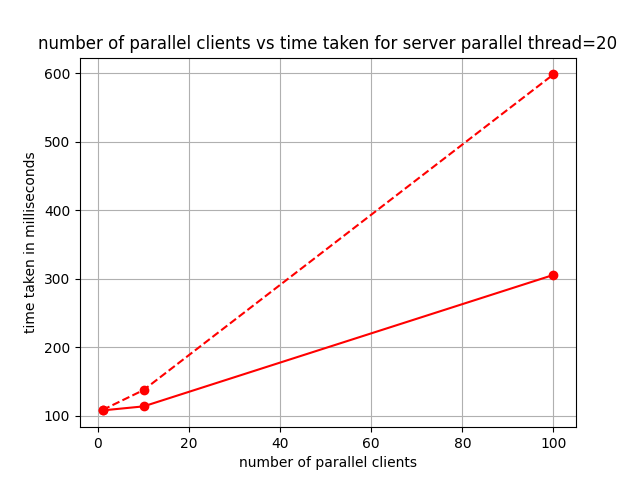 number of parallel clients vs time taken for server parallel thread=20
600
500
400
300
200
100
time taken in milliseconds
0 20 40 60 80 100
number of parallel clients